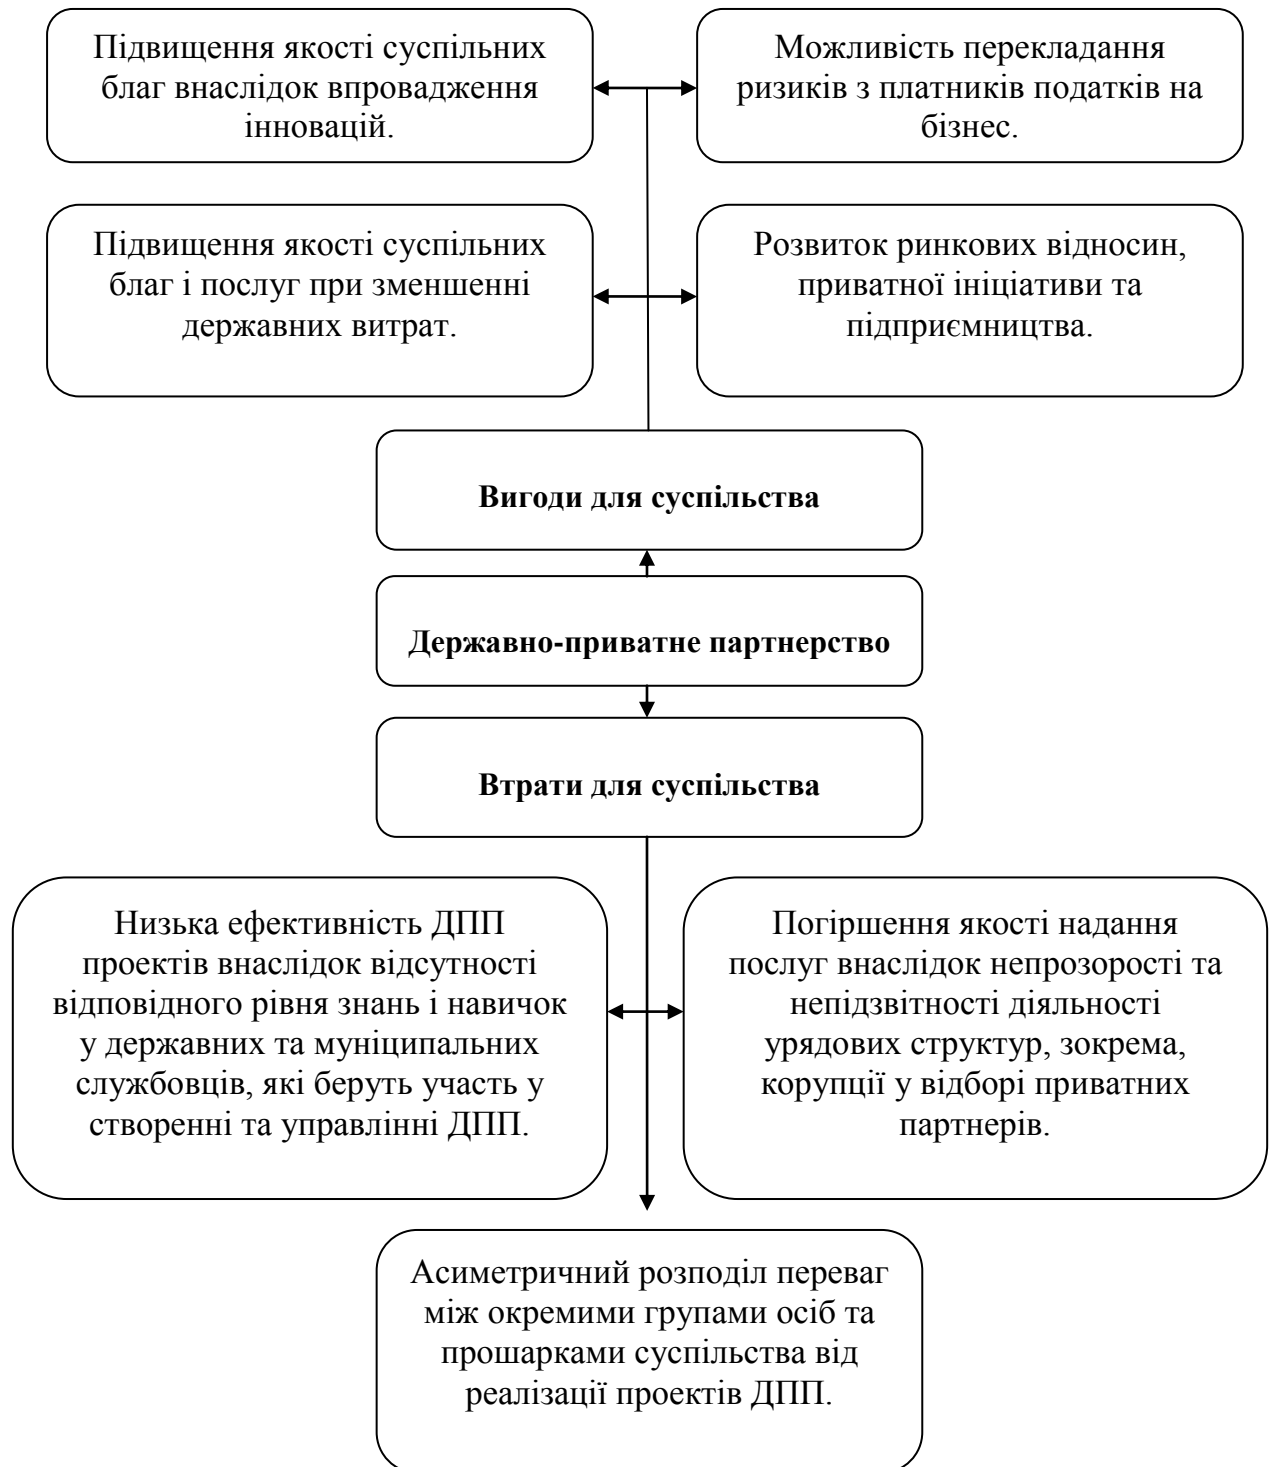 Підвищення якості суспільних
благ внаслідок впровадження
інновацій.
Можливість перекладання
ризиків з платників податків на
бізнес.
Підвищення якості суспільних
благ і послуг при зменшенні
державних витрат.
Розвиток ринкових відносин,
приватної ініціативи та
підприємництва.
Вигоди для суспільства
Державно-приватне партнерство
Втрати для суспільства
Низька ефективність ДПП
проектів внаслідок відсутності
відповідного рівня знань і навичок
у державних та муніципальних
службовців, які беруть участь у
створенні та управлінні ДПП.
Погіршення якості надання
послуг внаслідок непрозорості та
непідзвітності діяльності
урядових структур, зокрема,
корупції у відборі приватних
партнерів.
Асиметричний розподіл переваг
між окремими групами осіб та
прошарками суспільства від
реалізації проектів ДПП.